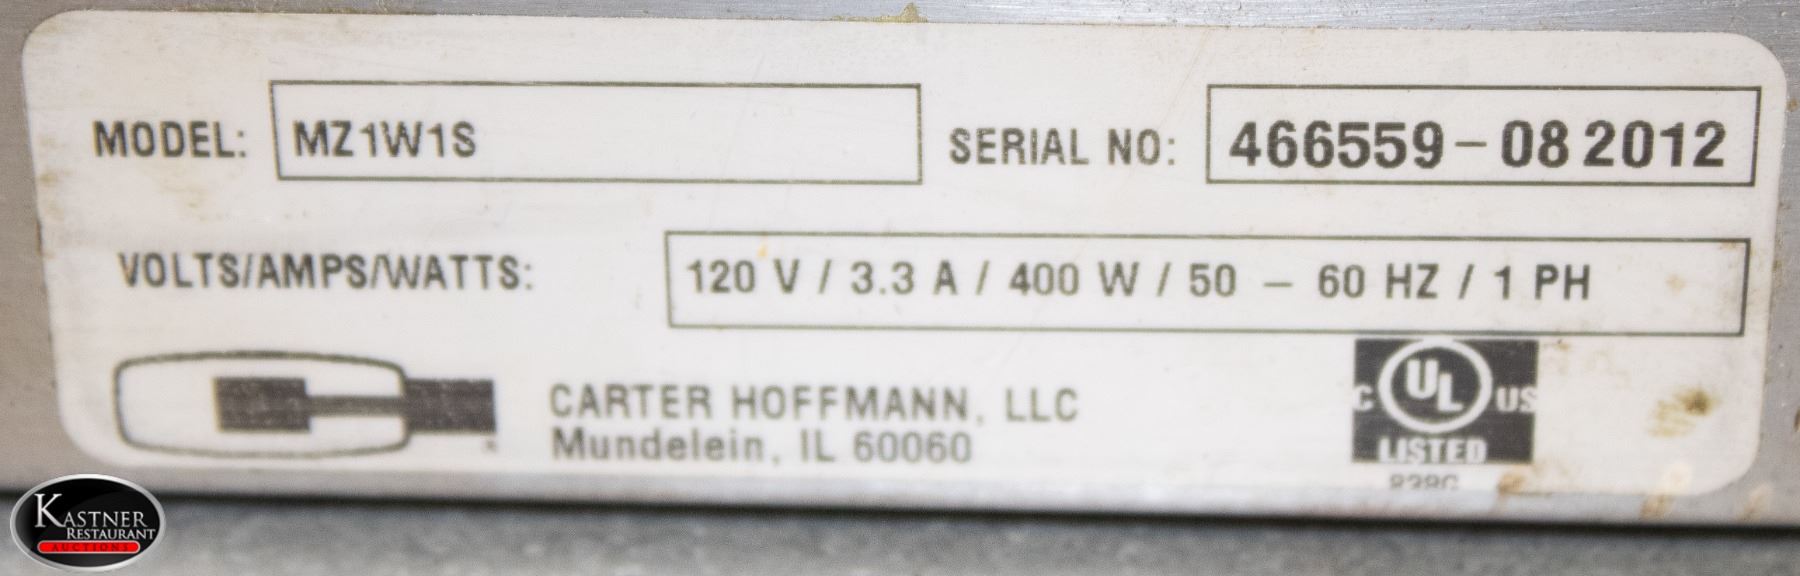 MODEL: MZ1W1S SERIAL NO: 466559-08 2012
VOLTS/AMPS/WATTS: 120 V / 3.3 A / 400 W / 50 – 60 HZ / 1 PH
CARTER HOFFMANN, LLC
Mundelein, IL 60060
C UL US
LISTED
KASTNER
RESTAURANT
AUCTIONS